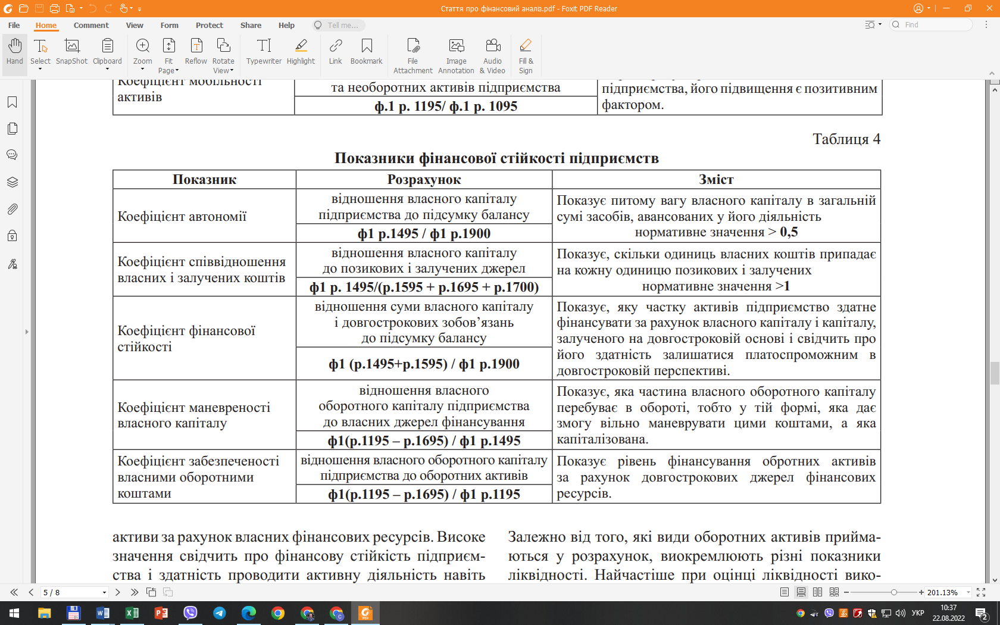 Стаття про фінансовий аналіз.pdf - Foxit PDF Reader
File Home Comment View Form Protect Share Help Tell me... Find
Hand Select SnapShot Clipboard Zoom Fit Page Reflow Rotate View Typewriter Highlight Link Bookmark File Attachment Image Annotation Audio & Video Fill & Sign
Коефіцієнт мобільності
активів
та необоротних активів підприємства
ф.1 р. 1195/ ф.1 р. 1095
підприємства, його підвищення є позитивним
фактором.
Таблиця 4
Показники фінансової стійкості підприємств
Показник Розрахунок Зміст
Коефіцієнт автономії
відношення власного капіталу
підприємства до підсумку балансу
ф1 р.1495 / ф1 р.1900
Показує питому вагу власного капіталу в загальній
сумі засобів, авансованих у його діяльність
нормативне значення > 0,5
Коефіцієнт співвідношення
власних і залучених коштів
відношення власного капіталу
до позикових і залучених джерел
ф1 р. 1495/(р.1595 + р.1695 + р.1700)
Показує, скільки одиниць власних коштів припадає
на кожну одиницю позикових і залучених
нормативне значення >1
Коефіцієнт фінансової
стійкості
відношення суми власного капіталу
і довгострокових зобов’язань
до підсумку балансу
ф1 (р.1495+р.1595) / ф1 р.1900
Показує, яку частку активів підприємство здатне
фінансувати за рахунок власного капіталу і капіталу,
залученого на довгостроковій основі і свідчить про
його здатність залишатися платоспроможним в
довгостроковій перспективі.
Коефіцієнт маневреності
власного капіталу
відношення власного
оборотного капіталу підприємства
до власних джерел фінансування
ф1(р.1195 – р.1695) / ф1 р.1495
Показує, яка частина власного оборотного капіталу
перебуває в обороті, тобто у тій формі, яка дає
змогу вільно маневрувати цими коштами, а яка
капіталізована.
Коефіцієнт забезпеченості
власними оборотними
коштами
відношення власного оборотного капіталу
підприємства до оборотних активів
ф1(р.1195 – р.1695) / ф1 р.1195
Показує рівень фінансування обротних активів
за рахунок довгострокових джерел фінансових
ресурсів.
активи за рахунок власних фінансових ресурсів. Високе
значення свідчить про фінансову стійкість підприєм-
ства і здатність проводити активну діяльність навіть
Залежно від того, які види оборотних активів прийма-
ються у розрахунок, виокремлюють різні показники
ліквідності. Найчастіше при оцінці ліквідності вико-
5 / 8 201.13%
УКР 10:37
22.08.2022 2